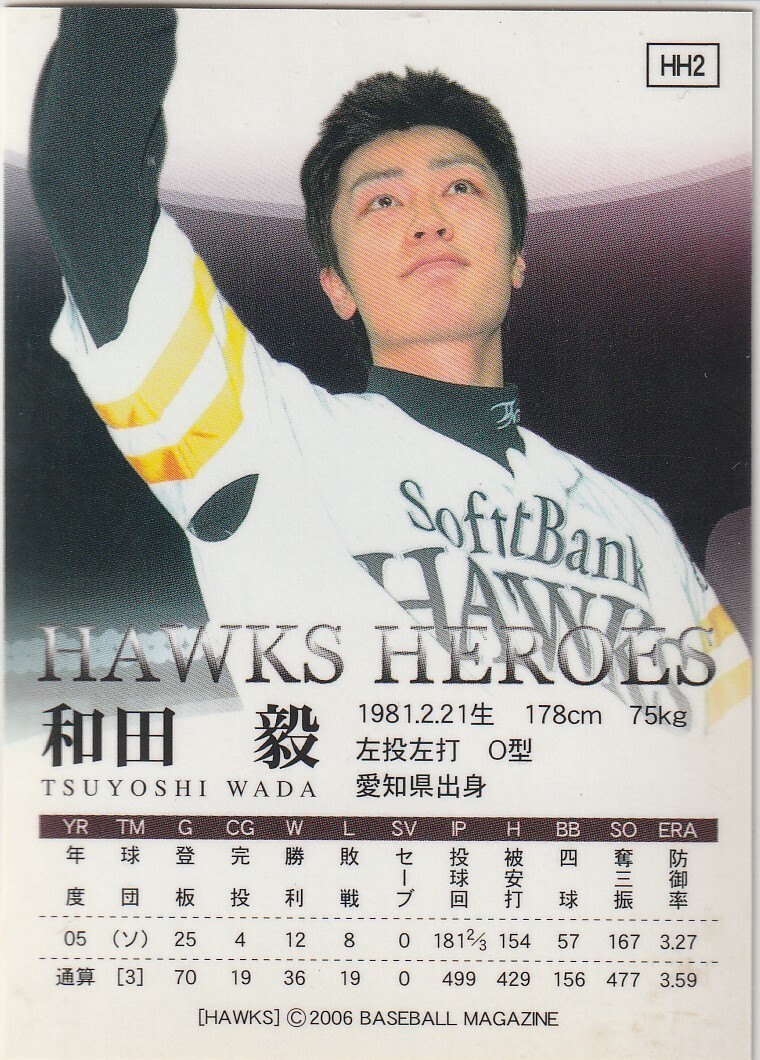 HH2
SoftBank
HAWKS
HAWKS HEROES
和田 毅
TSUYOSHI WADA
1981.2.21生 178cm 75kg
左投左打 O型
愛知県出身
YR TM G CG W L SV IP H BB SO ERA
年度 球団 登板 完投 勝利 敗戦 セーブ 投球回 被安打 四球 奪三振 防御率
05 (ソ) 25 4 12 8 0 181⅔ 154 57 167 3.27
通算 [3] 70 19 36 19 0 499 429 156 477 3.59
[HAWKS] ©2006 BASEBALL MAGAZINE